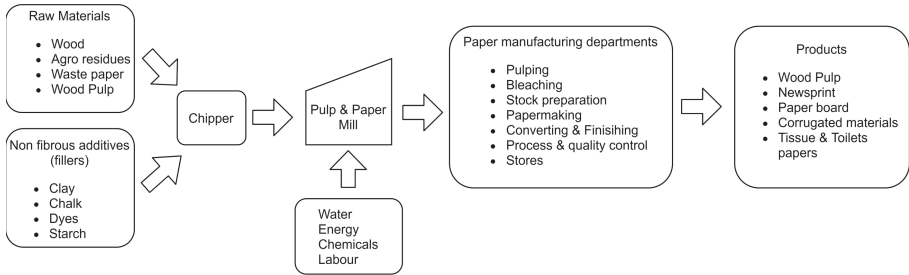 Raw Materials
• Wood
• Agro residues
• Waste paper
• Wood Pulp
Non fibrous additives
(fillers)
• Clay
• Chalk
• Dyes
• Starch
Chipper
Pulp & Paper
Mill
Water
Energy
Chemicals
Labour
Paper manufacturing departments
• Pulping
• Bleaching
• Stock preparation
• Papermaking
• Converting & Finisihing
• Process & quality control
• Stores
Products
• Wood Pulp
• Newsprint
• Paper board
• Corrugated materials
• Tissue & Toilets
papers